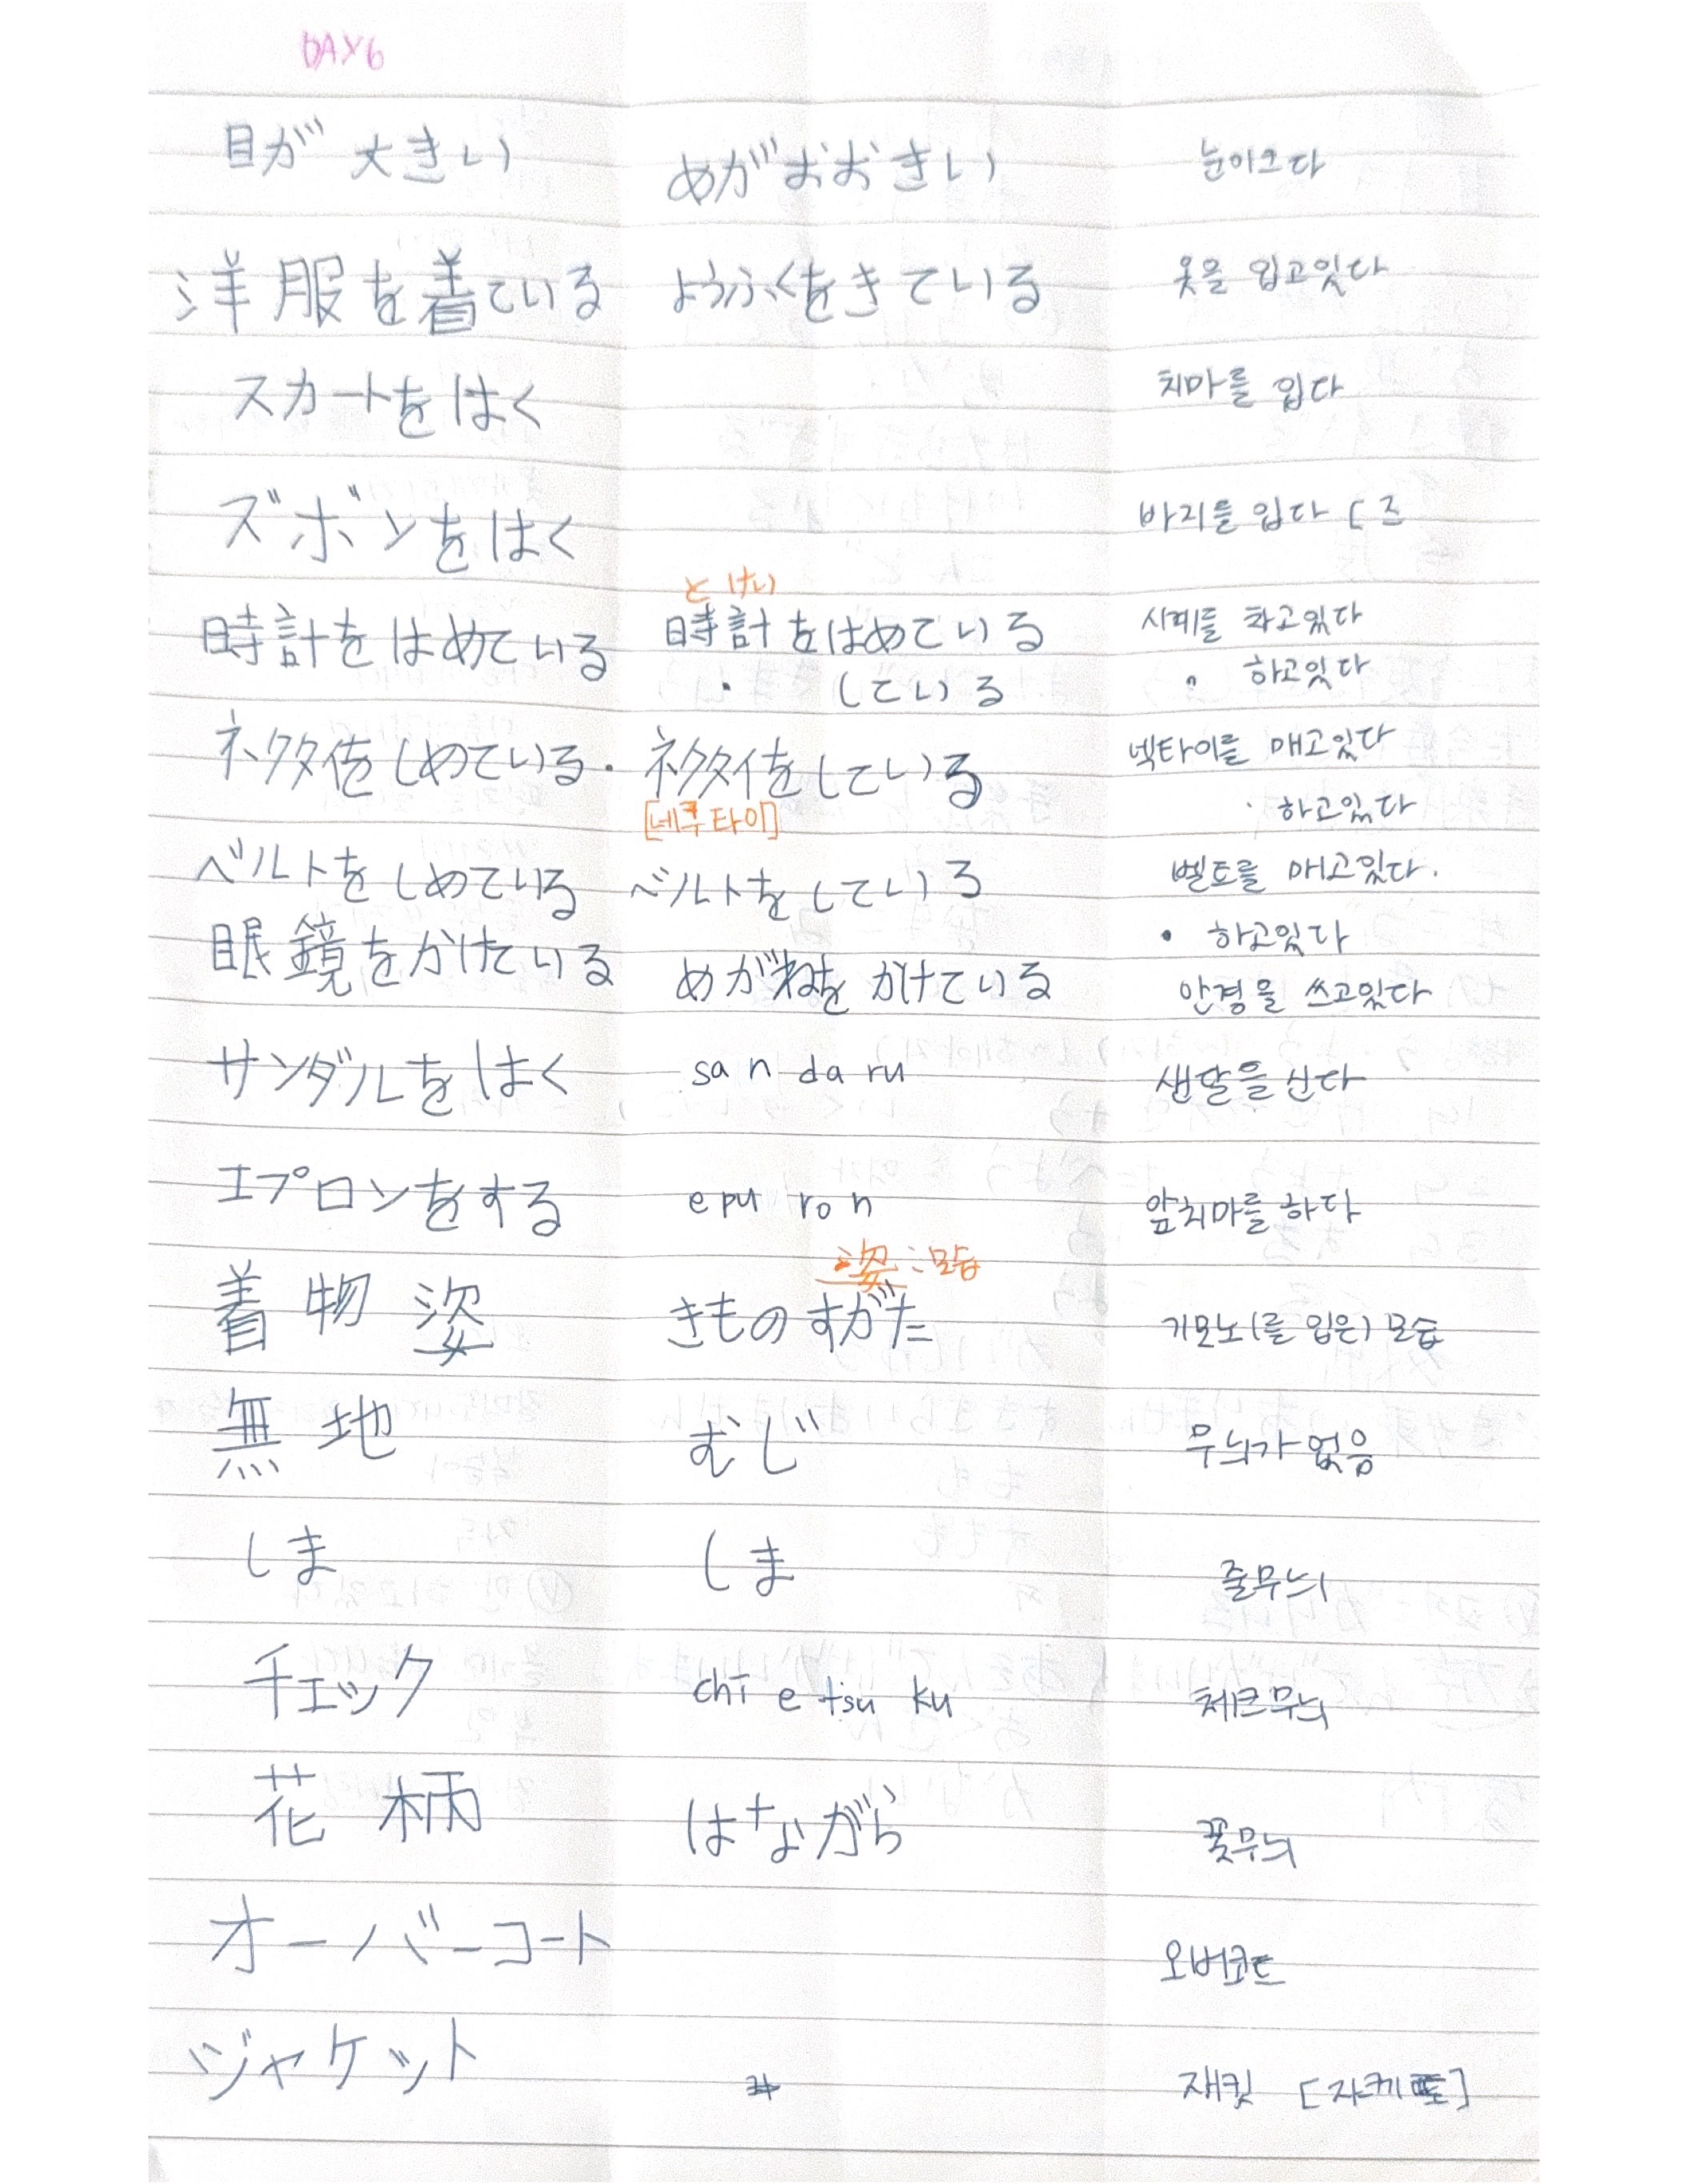 DAY6
目が大きい めがおおきい 눈이크다
洋服を着ている ようふくをきている 옷을 입고있다
スカートをはく 치마를 입다
ズボンをはく 바지를 입다 [즈
とけい
時計をはめている 時計をはめている 시계를 차고있다
・ している 〃 하고있다
ネクタイをしめている・ネクタイをしている 넥타이를 매고있다
[네쿠타이] · 하고있다
ベルトをしめている ベルトをしている 벨트를 매고있다.
• 하고있다
眼鏡をかけている めがねを かけている 안경을 쓰고있다
サンダルをはく sa n da ru 샌달을 신다
エプロンをする e pu ro n 앞치마를 하다
姿:모습
着物姿 きものすがた 기모노(를 입은) 모습
無地 むじ 무늬가 없음
しま しま 줄무늬
チェック chi e tsu ku 체크무늬
花柄 はながら 꽃무늬
オーバーコート 오버코트
ジャケット 재킷 [자케토]